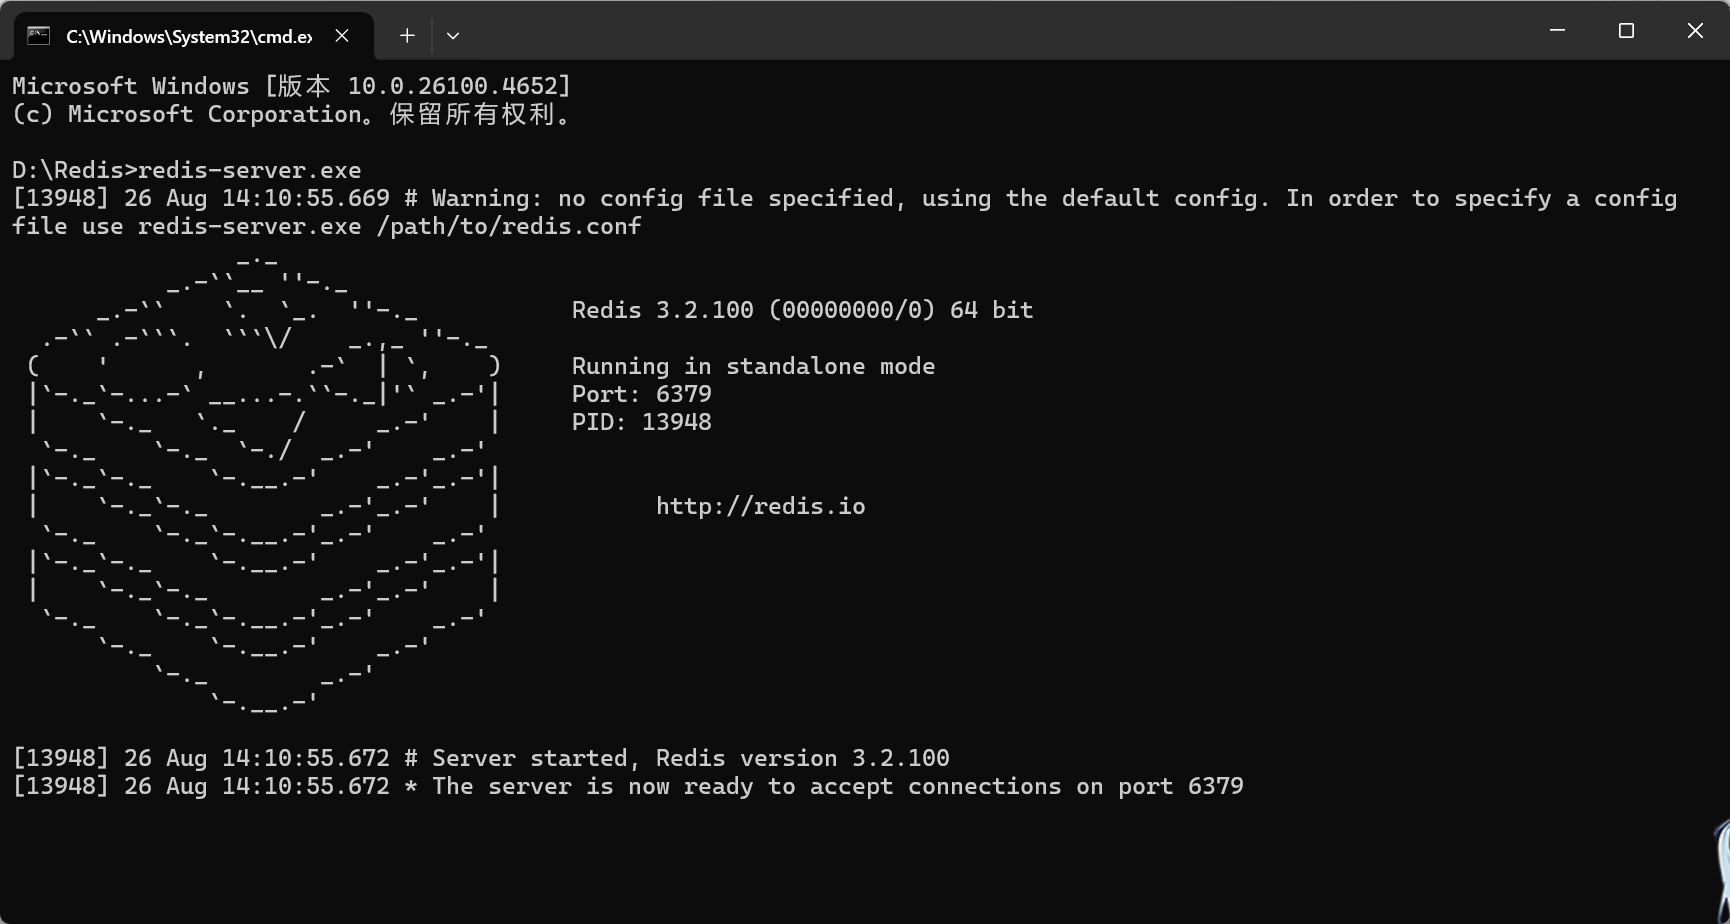 C:\Windows\System32\cmd.ex
Microsoft Windows [版本 10.0.26100.4652]
(c) Microsoft Corporation。保留所有权利。
D:\Redis>redis-server.exe
[13948] 26 Aug 14:10:55.669 # Warning: no config file specified, using the default config. In order to specify a config
file use redis-server.exe /path/to/redis.conf
Redis 3.2.100 (00000000/0) 64 bit
Running in standalone mode
Port: 6379
PID: 13948
http://redis.io
[13948] 26 Aug 14:10:55.672 # Server started, Redis version 3.2.100
[13948] 26 Aug 14:10:55.672 * The server is now ready to accept connections on port 6379